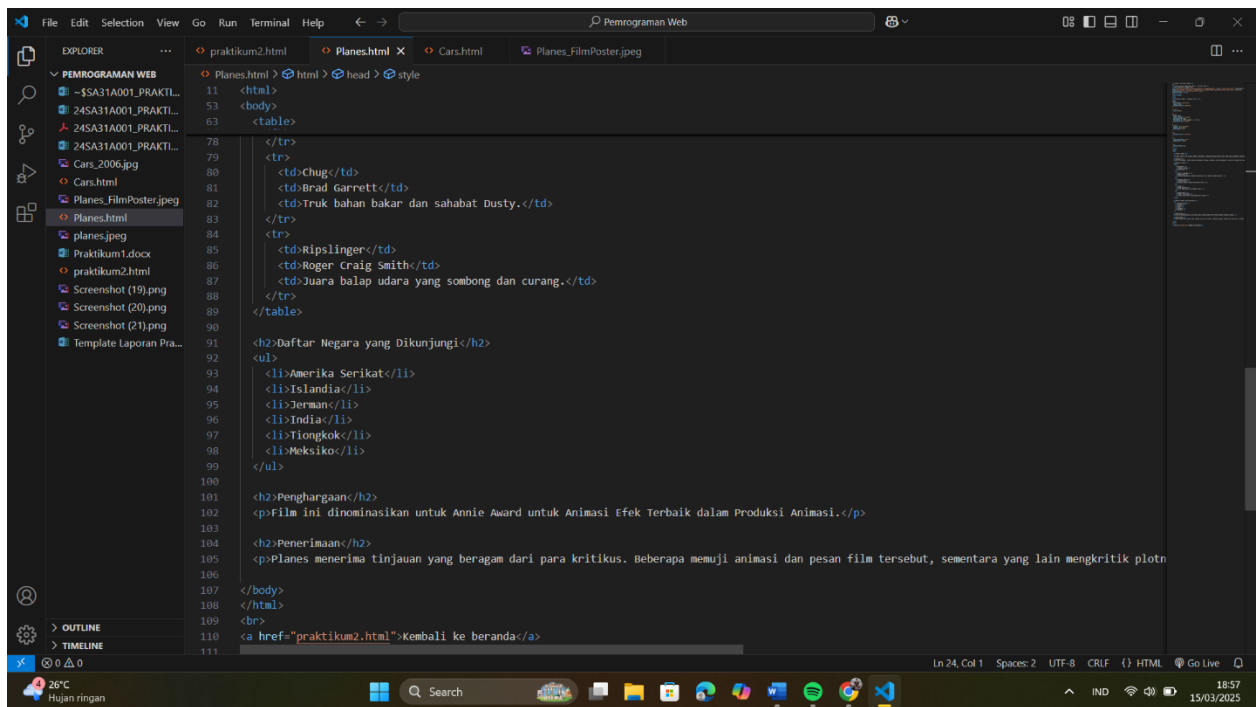 File Edit Selection View Go Run Terminal Help Pemrograman Web
EXPLORER
praktikum2.html Planes.html Cars.html Planes_FilmPoster.jpeg
PEMROGRAMAN WEB
~$SA31A001_PRAKTI...
24SA31A001_PRAKTI...
24SA31A001_PRAKTI...
24SA31A001_PRAKTI...
Cars_2006.jpg
Cars.html
Planes_FilmPoster.jpeg
Planes.html
planes.jpeg
Praktikum1.docx
praktikum2.html
Screenshot (19).png
Screenshot (20).png
Screenshot (21).png
Template Laporan Pra...
OUTLINE
TIMELINE
Planes.html > html > head > style
11 <html>
53 <body>
63 <table>
78 </tr>
79 <tr>
80 <td>Chug</td>
81 <td>Brad Garrett</td>
82 <td>Truk bahan bakar dan sahabat Dusty.</td>
83 </tr>
84 <tr>
85 <td>Ripslinger</td>
86 <td>Roger Craig Smith</td>
87 <td>Juara balap udara yang sombong dan curang.</td>
88 </tr>
89 </table>
90
91 <h2>Daftar Negara yang Dikunjungi</h2>
92 <ul>
93 <li>Amerika Serikat</li>
94 <li>Islandia</li>
95 <li>Jerman</li>
96 <li>India</li>
97 <li>Tiongkok</li>
98 <li>Meksiko</li>
99 </ul>
100
101 <h2>Penghargaan</h2>
102 <p>Film ini dinominasikan untuk Annie Award untuk Animasi Efek Terbaik dalam Produksi Animasi.</p>
103
104 <h2>Penerimaan</h2>
105 <p>Planes menerima tinjauan yang beragam dari para kritikus. Beberapa memuji animasi dan pesan film tersebut, sementara yang lain mengkritik plotn
106
107 </body>
108 </html>
109 <br>
110 <a href="praktikum2.html">Kembali ke beranda</a>
111
0 0 Ln 24, Col 1 Spaces: 2 UTF-8 CRLF {} HTML Go Live
4
26°C
Hujan ringan
Search
IND
18:57
15/03/2025